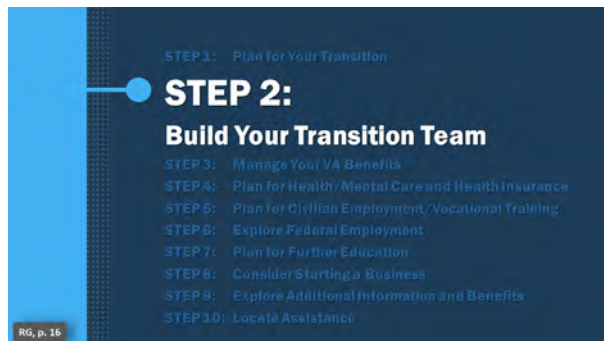 STEP 1: Plan for Your Transition
STEP 2:
Build Your Transition Team
STEP 3: Manage Your VA Benefits
STEP 4: Plan for Health/Mental Care and Health Insurance
STEP 5: Plan for Civilian Employment/Vocational Training
STEP 6: Explore Federal Employment
STEP 7: Plan for Further Education
STEP 8: Consider Starting a Business
STEP 9: Explore Additional Information and Benefits
STEP 10: Locate Assistance
RG, p. 16